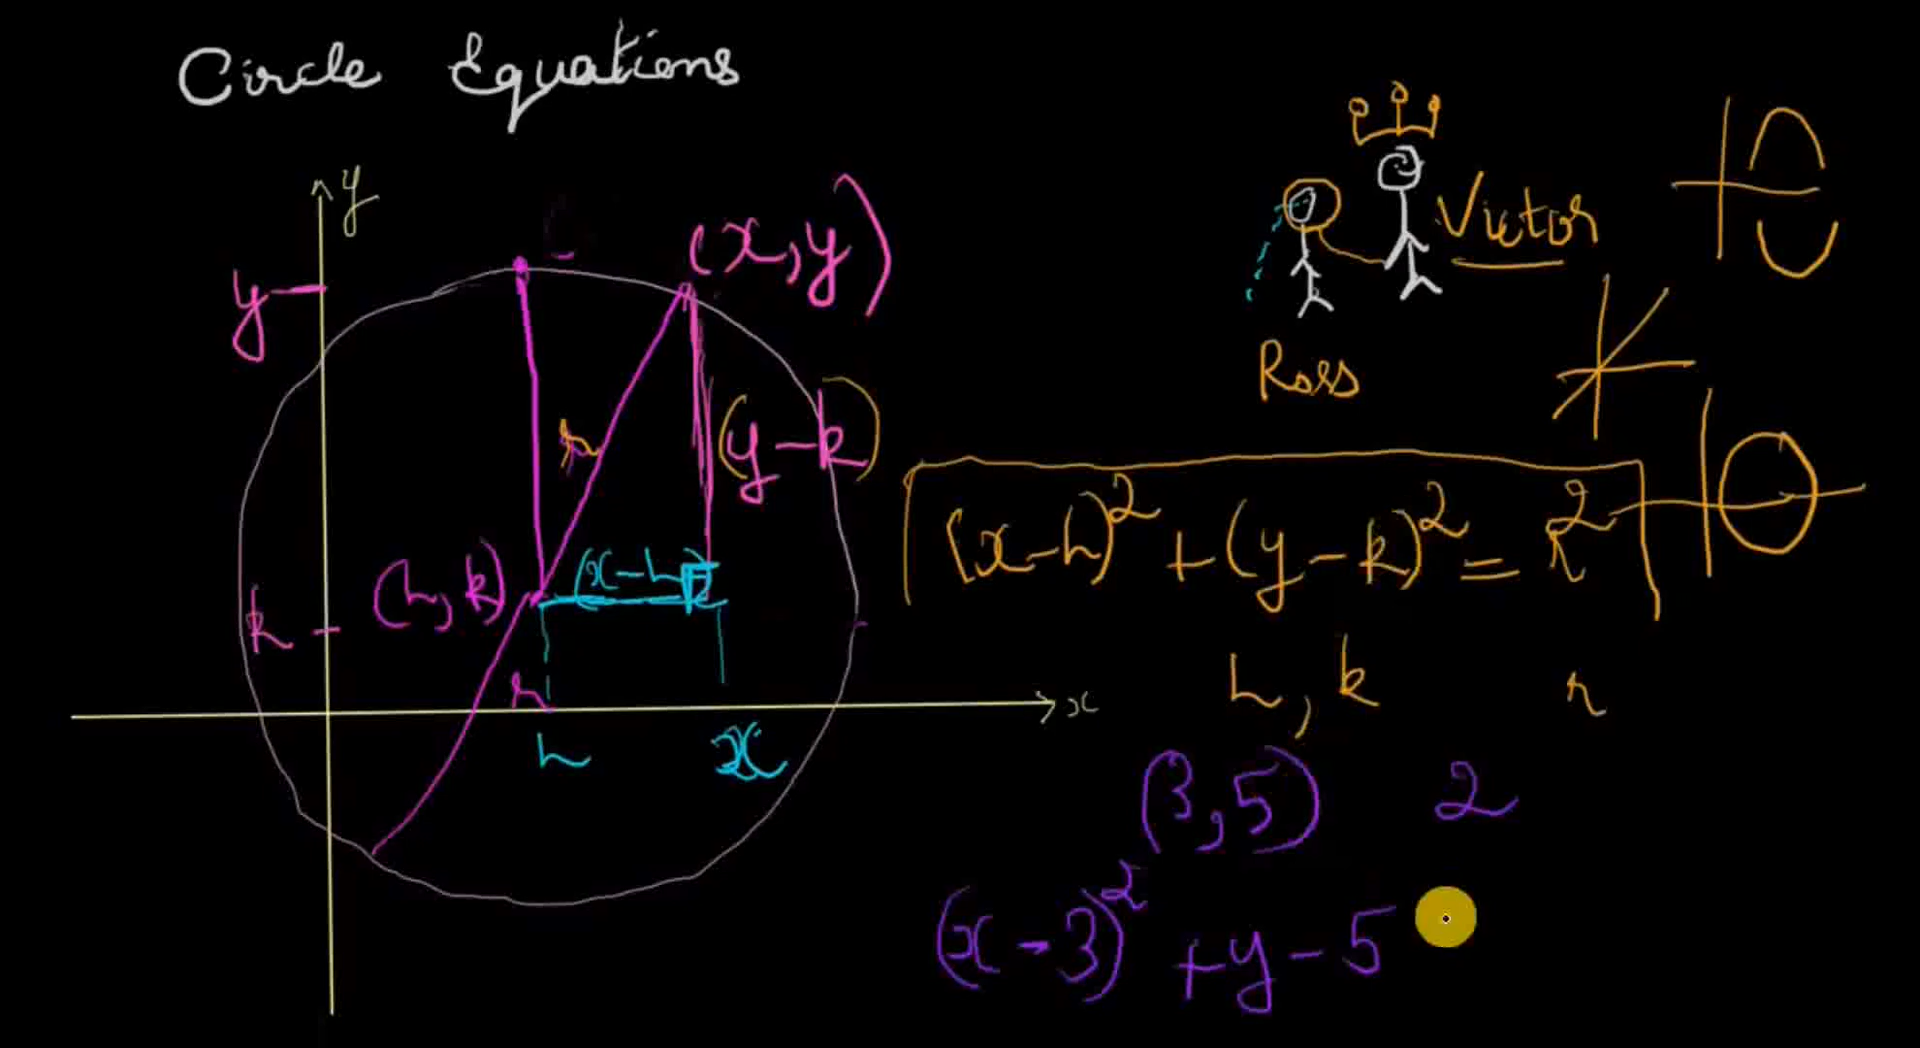 Circle Equations
y
(x,y)
y
Victor
Ross
r
(y-k)
(x-h)² + (y-k)² = r²
(h, k)
(x-h)
k
r
x
h, k
r
h
x
(3,5)
2
(x-3)² + y-5